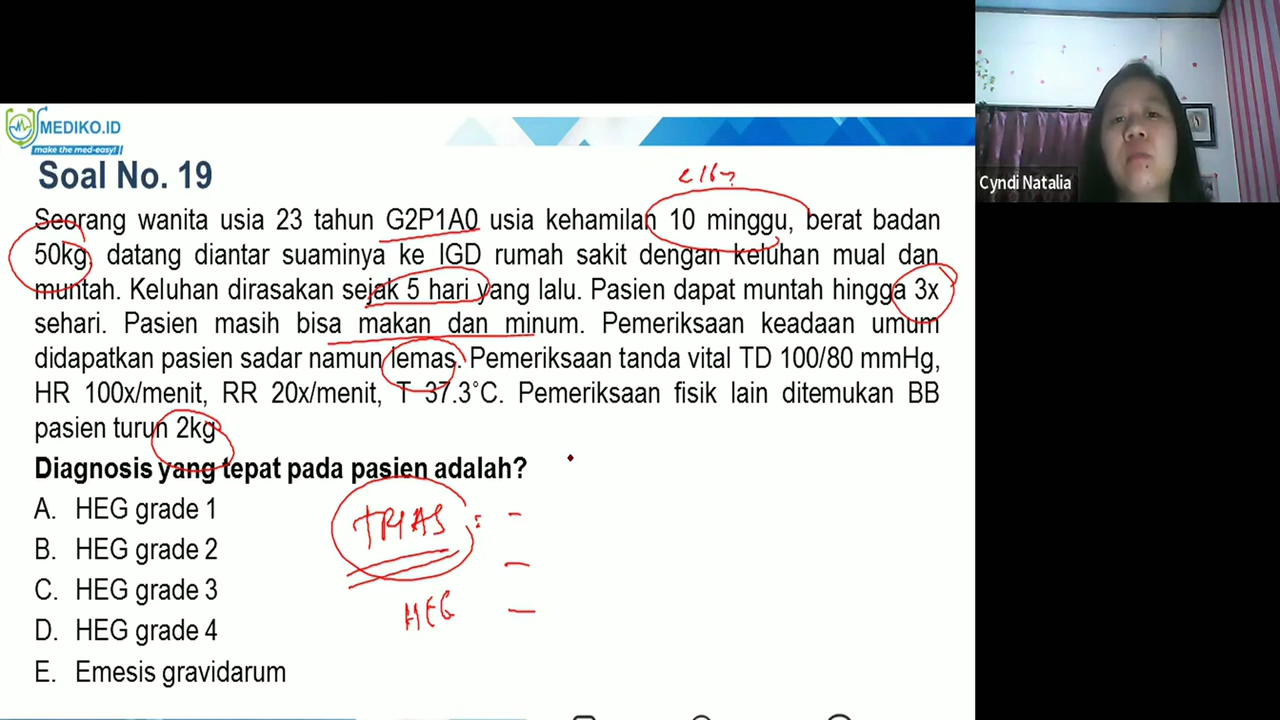 MEDIKO.ID
make the med-easy! ||
Soal No. 19
Seorang wanita usia 23 tahun G2P1A0 usia kehamilan 10 minggu, berat badan
50kg, datang diantar suaminya ke IGD rumah sakit dengan keluhan mual dan
muntah. Keluhan dirasakan sejak 5 hari yang lalu. Pasien dapat muntah hingga 3x
sehari. Pasien masih bisa makan dan minum. Pemeriksaan keadaan umum
didapatkan pasien sadar namun lemas. Pemeriksaan tanda vital TD 100/80 mmHg,
HR 100x/menit, RR 20x/menit, T 37.3˚C. Pemeriksaan fisik lain ditemukan BB
pasien turun 2kg
Diagnosis yang tepat pada pasien adalah?
A. HEG grade 1
B. HEG grade 2
C. HEG grade 3
D. HEG grade 4
E. Emesis gravidarum
TRIAS : -
-
HEG -
Cyndi Natalia